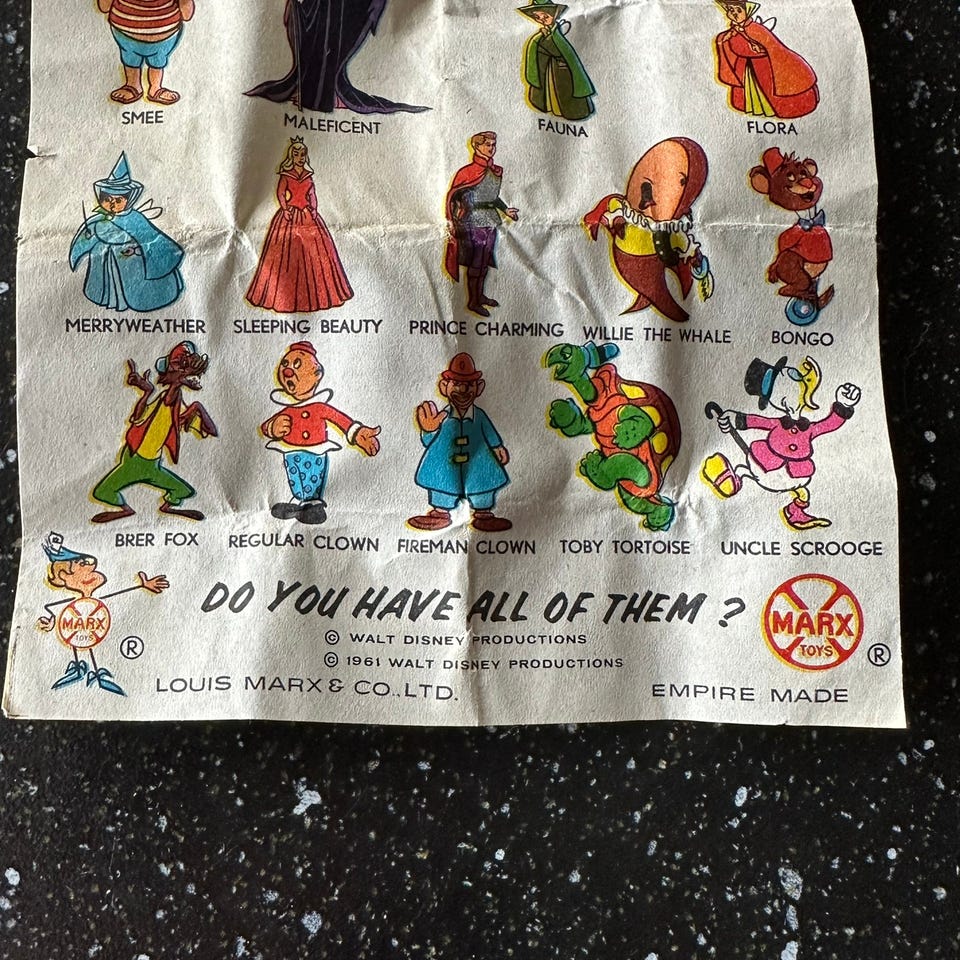 SMEE MALEFICENT FAUNA FLORA
MERRYWEATHER SLEEPING BEAUTY PRINCE CHARMING WILLIE THE WHALE BONGO
BRER FOX REGULAR CLOWN FIREMAN CLOWN TOBY TORTOISE UNCLE SCROOGE
DO YOU HAVE ALL OF THEM ?
MARX
TOYS
®
© WALT DISNEY PRODUCTIONS
© 1961 WALT DISNEY PRODUCTIONS
MARX
TOYS
®
LOUIS MARX & CO.,LTD. EMPIRE MADE